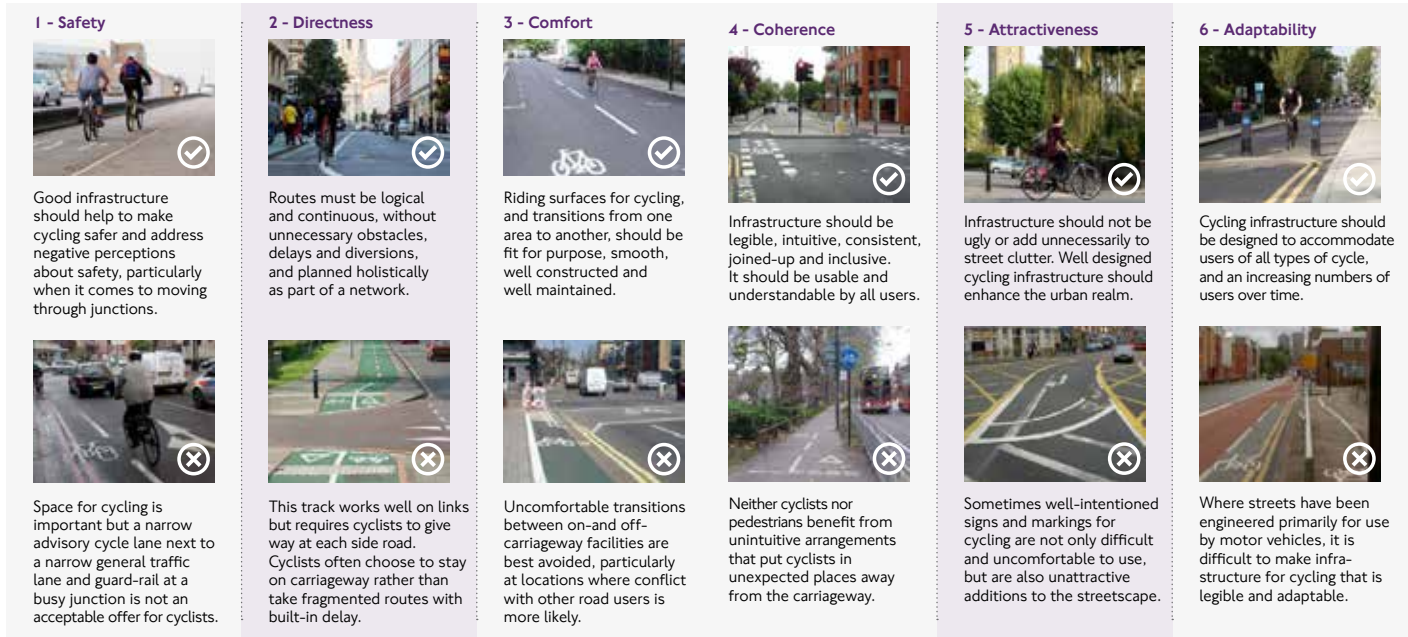 1 - Safety
Good infrastructure
should help to make
cycling safer and address
negative perceptions
about safety, particularly
when it comes to moving
through junctions.
Space for cycling is
important but a narrow
advisory cycle lane next to
a narrow general traffic
lane and guard-rail at a
busy junction is not an
acceptable offer for cyclists.
2 - Directness
Routes must be logical
and continuous, without
unnecessary obstacles,
delays and diversions,
and planned holistically
as part of a network.
This track works well on links
but requires cyclists to give
way at each side road.
Cyclists often choose to stay
on carriageway rather than
take fragmented routes with
built-in delay.
3 - Comfort
Riding surfaces for cycling,
and transitions from one
area to another, should be
fit for purpose, smooth,
well constructed and
well maintained.
Uncomfortable transitions
between on-and off-
carriageway facilities are
best avoided, particularly
at locations where conflict
with other road users is
more likely.
4 - Coherence
Infrastructure should be
legible, intuitive, consistent,
joined-up and inclusive.
It should be usable and
understandable by all users.
Neither cyclists nor
pedestrians benefit from
unintuitive arrangements
that put cyclists in
unexpected places away
from the carriageway.
5 - Attractiveness
Infrastructure should not be
ugly or add unnecessarily to
street clutter. Well designed
cycling infrastructure should
enhance the urban realm.
Sometimes well-intentioned
signs and markings for
cycling are not only difficult
and uncomfortable to use,
but are also unattractive
additions to the streetscape.
6 - Adaptability
Cycling infrastructure should
be designed to accommodate
users of all types of cycle,
and an increasing numbers of
users over time.
Where streets have been
engineered primarily for use
by motor vehicles, it is
difficult to make infra-
structure for cycling that is
legible and adaptable.